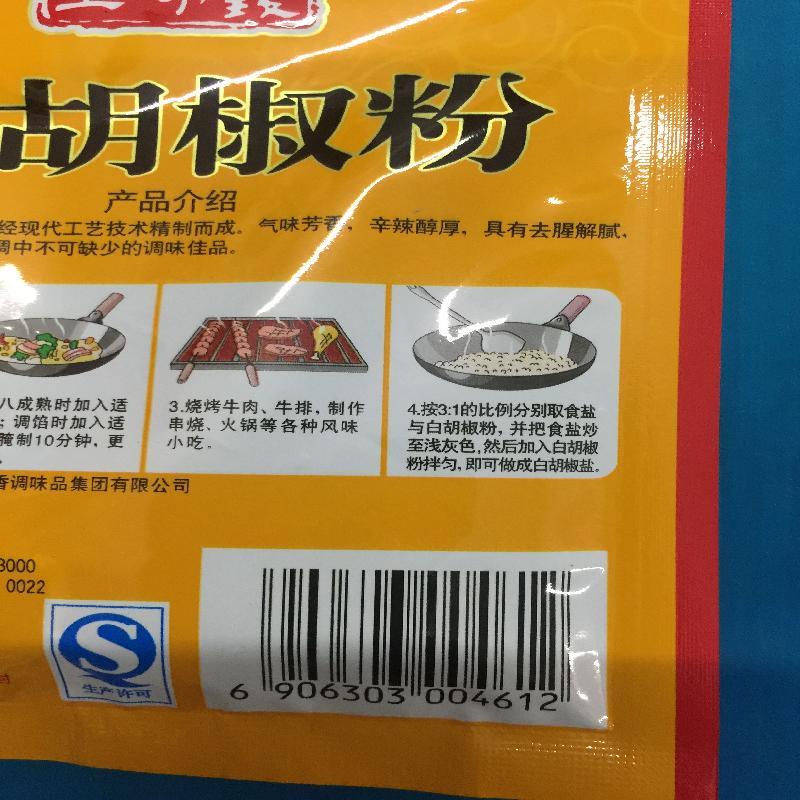 胡椒粉
产品介绍
经现代工艺技术精制而成。气味芳香，辛辣醇厚，具有去腥解腻，
调中不可缺少的调味佳品。
八成熟时加入适
；调馅时加入适
腌制10分钟，更
3.烧烤牛肉、牛排，制作
串烧、火锅等各种风味
小吃。
4.按3:1的比例分别取食盐
与白胡椒粉，并把食盐炒
至浅灰色，然后加入白胡椒
粉拌匀，即可做成白胡椒盐。
香调味品集团有限公司
3000
0022
生产许可
6 906303 004612